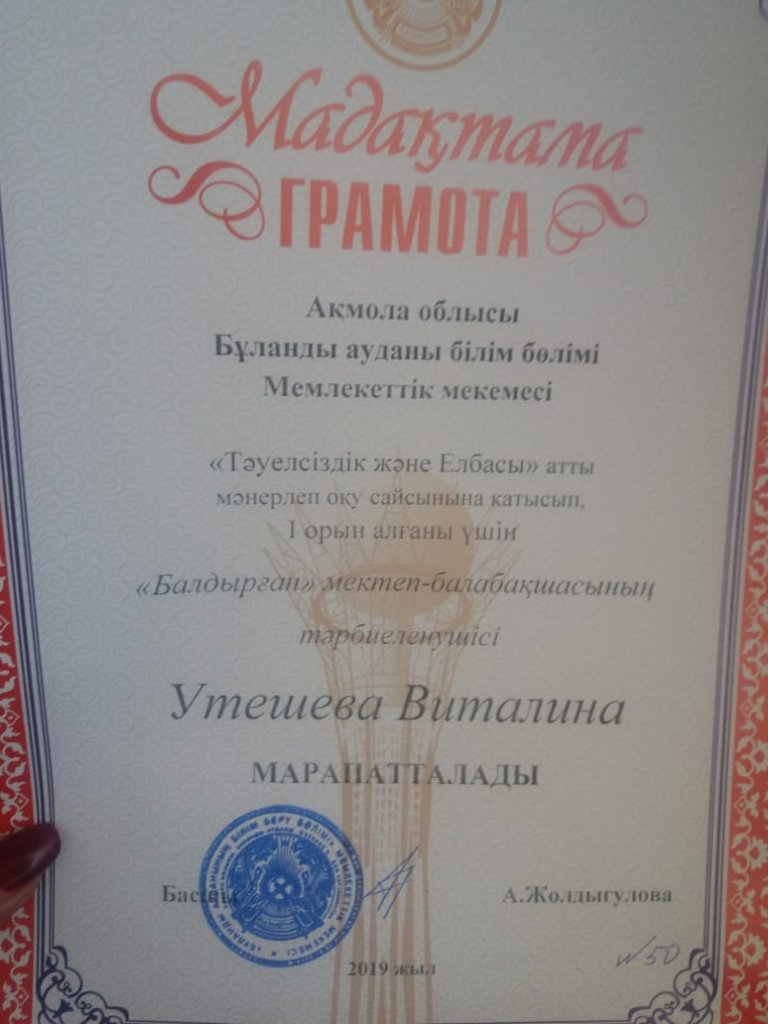 Мадақтама
ГРАМОТА
Ақмола облысы
Бұланды ауданы білім бөлімі
Мемлекеттік мекемесі
«Тәуелсіздік және Елбасы» атты
мәнерлеп оқу сайсынына қатысып,
І орын алғаны үшін
«Балдырған» мектеп-балабақшасының
тәрбиеленушісі
Утешева Виталина
МАРАПАТТАЛАДЫ
Басшы
А.Жолдыгулова
№50
2019 жыл